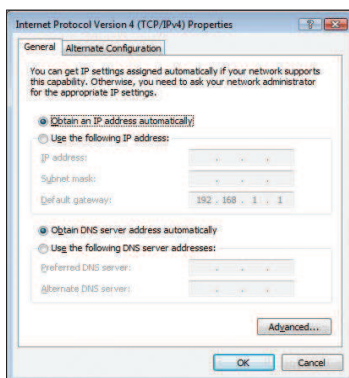 Internet Protocol Version 4 (TCP/IPv4) Properties
General
Alternate Configuration
You can get IP settings assigned automatically if your network supports
this capability. Otherwise, you need to ask your network administrator
for the appropriate IP settings.
Obtain an IP address automatically
Use the following IP address:
IP address:
Subnet mask:
Default gateway: 192 . 168 . 1 . 1
Obtain DNS server address automatically
Use the following DNS server addresses:
Preferred DNS server:
Alternate DNS server:
Advanced...
OK
Cancel